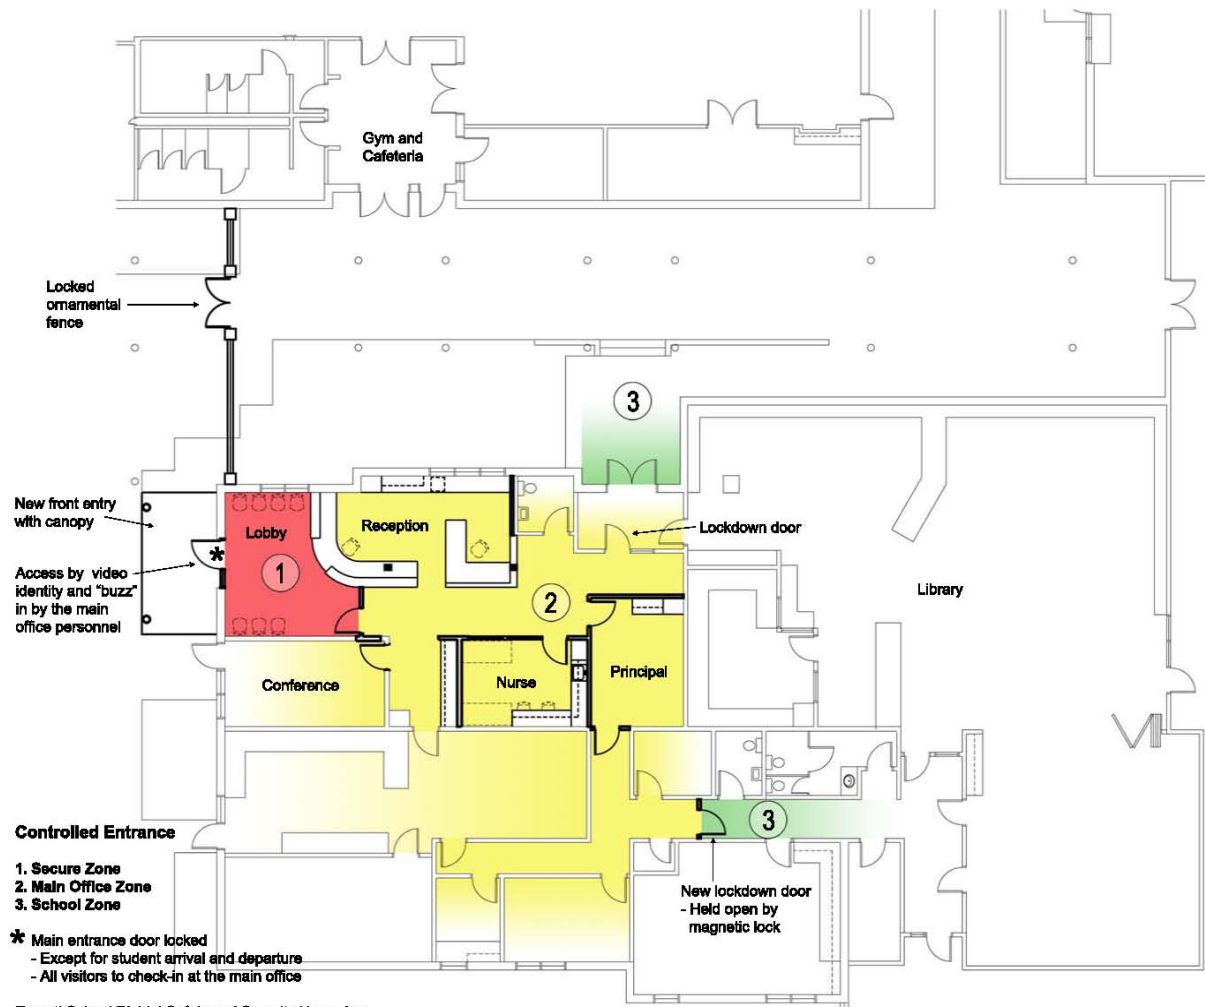 Gym and
Cafeteria
Locked
ornamental
fence
3
New front entry
with canopy
Lobby
Reception
Lockdown door
*
1
Access by video
identity and "buzz"
in by the main
office personnel
2
Library
Conference
Nurse
Principal
3
Controlled Entrance
1. Secure Zone
2. Main Office Zone
3. School Zone
New lockdown door
- Held open by
magnetic lock
* Main entrance door locked
- Except for student arrival and departure
- All visitors to check-in at the main office